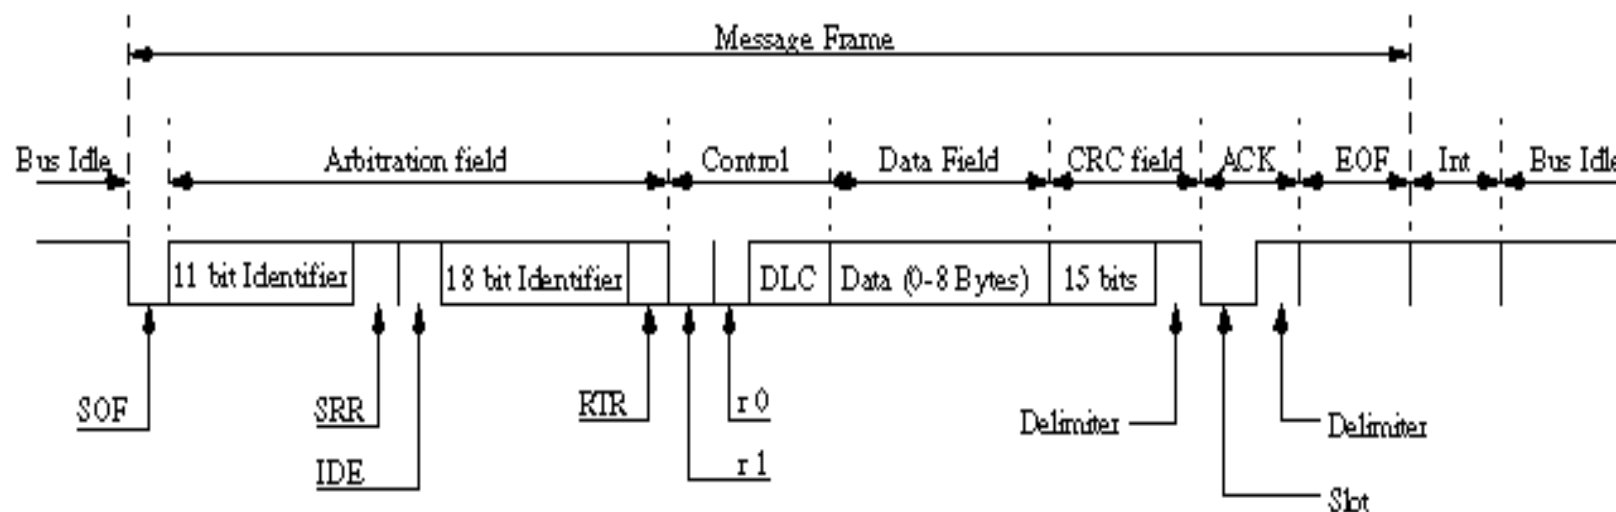 Message Frame
Bus Idle Arbitration field Control Data Field CRC field ACK EOF Int Bus Idle
11 bit Identifier 18 bit Identifier DLC Data (0-8 Bytes) 15 bits
SOF SRR RTR r 0 Delimiter Delimiter
IDE r 1
Slot